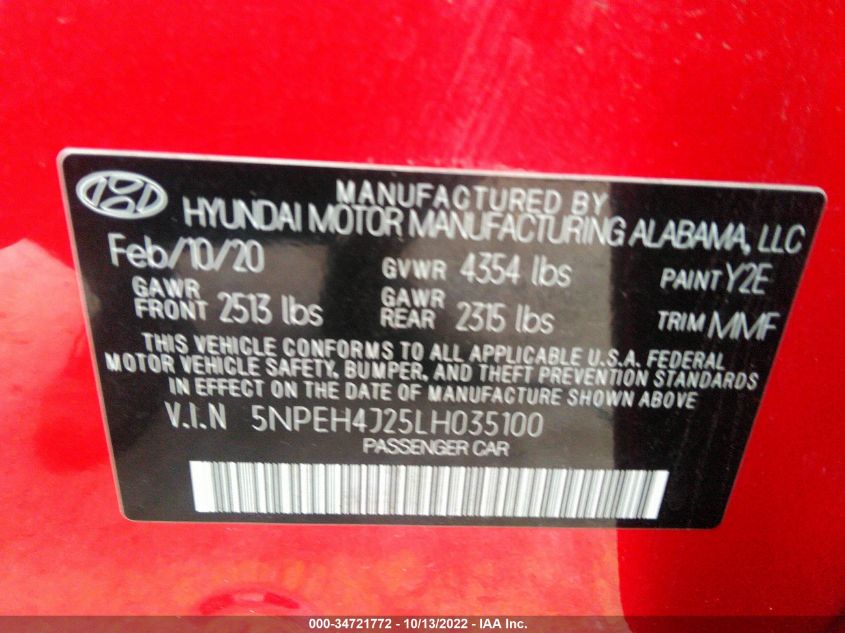 MANUFACTURED BY
HYUNDAI MOTOR MANUFACTURING ALABAMA, LLC
Feb/10/20 GVWR 4354 lbs PAINT Y2E
GAWR FRONT 2513 lbs GAWR REAR 2315 lbs TRIM MMF
THIS VEHICLE CONFORMS TO ALL APPLICABLE U.S.A. FEDERAL
MOTOR VEHICLE SAFETY, BUMPER, AND THEFT PREVENTION STANDARDS
IN EFFECT ON THE DATE OF MANUFACTURE SHOWN ABOVE
V.I.N 5NPEH4J25LH035100
PASSENGER CAR
000-34721772 - 10/13/2022 - IAA Inc.